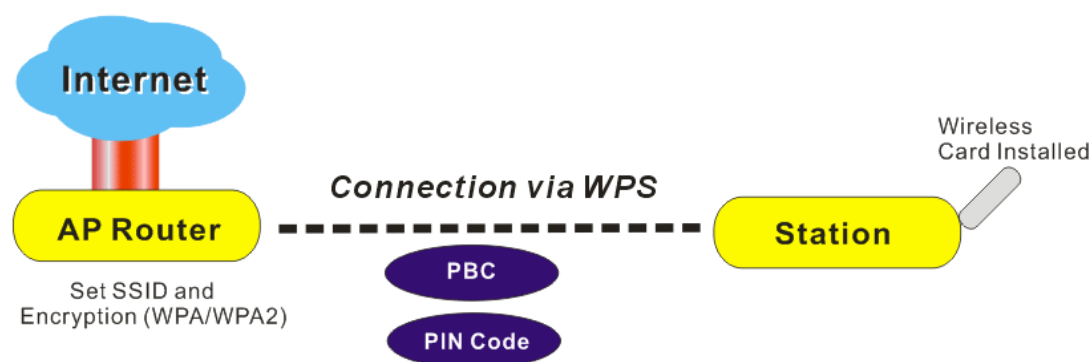 Internet
Wireless
Card Installed
Connection via WPS
AP Router
Station
PBC
Set SSID and
Encryption (WPA/WPA2)
PIN Code